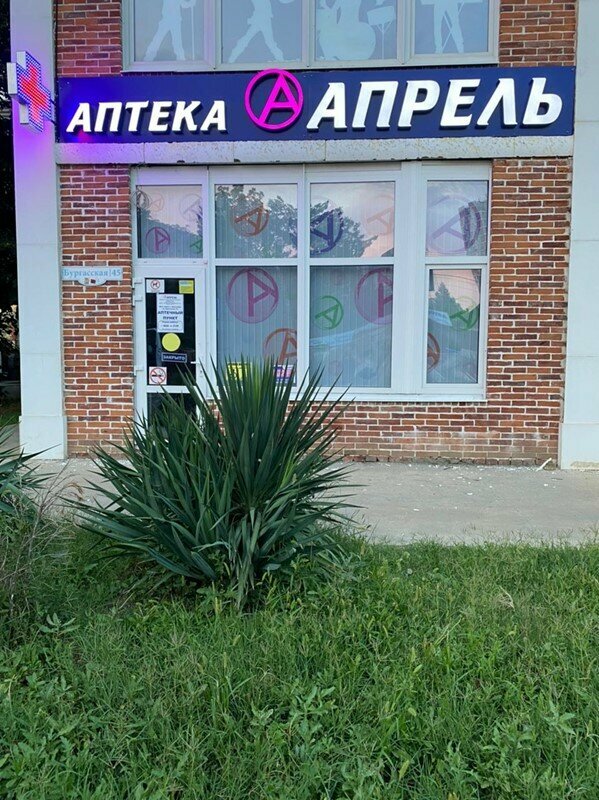 АПТЕКА А АПРЕЛЬ
Бургасская 45
АПТЕЧНЫЙ
ПУНКТ
ЗАКРЫТО